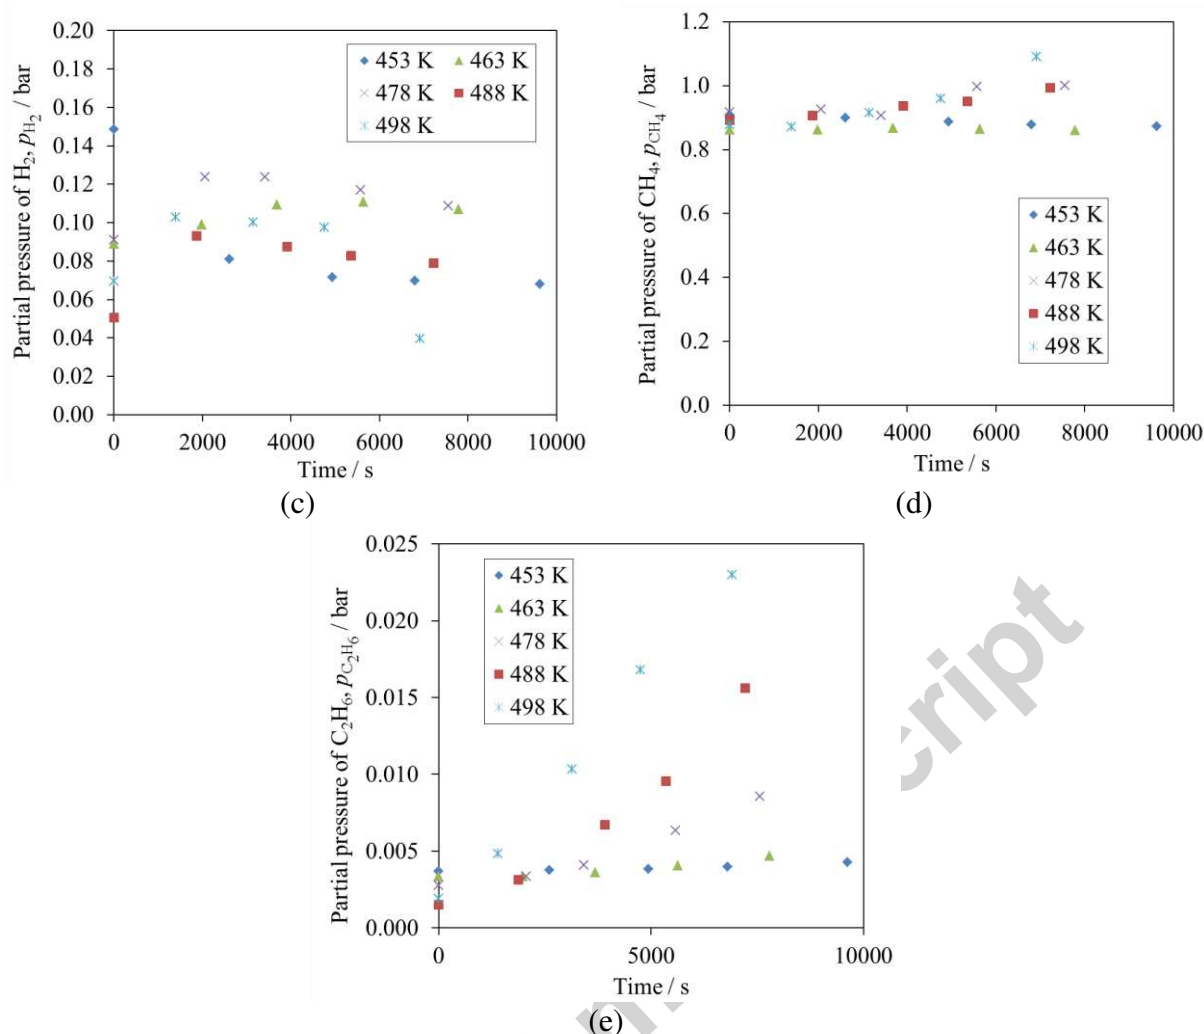 0.20
0.18
0.16
0.14
0.12
0.10
0.08
0.06
0.04
0.02
0.00
Partial pressure of H₂, p_H₂ / bar
453 K 463 K
478 K 488 K
498 K
0 2000 4000 6000 8000 10000
Time / s
(c)
1.2
1.0
0.8
0.6
0.4
0.2
0.0
Partial pressure of CH₄, p_CH₄ / bar
453 K
463 K
478 K
488 K
498 K
0 2000 4000 6000 8000 10000
Time / s
(d)
0.025
0.020
0.015
0.010
0.005
0.000
Partial pressure of C₂H₆, p_C₂H₆ / bar
453 K
463 K
478 K
488 K
498 K
0 5000 10000
Time / s
(e)